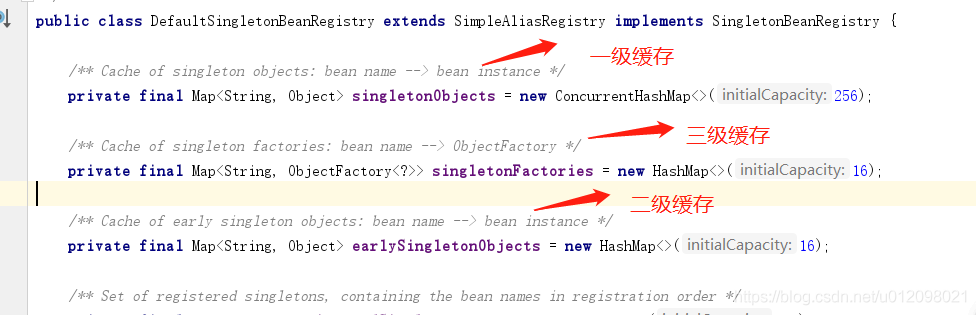 public class DefaultSingletonBeanRegistry extends SimpleAliasRegistry implements SingletonBeanRegistry {
一级缓存
/** Cache of singleton objects: bean name --> bean instance */
private final Map<String, Object> singletonObjects = new ConcurrentHashMap<>( initialCapacity: 256);
三级缓存
/** Cache of singleton factories: bean name --> ObjectFactory */
private final Map<String, ObjectFactory<?>> singletonFactories = new HashMap<>( initialCapacity: 16);
二级缓存
/** Cache of early singleton objects: bean name --> bean instance */
private final Map<String, Object> earlySingletonObjects = new HashMap<>( initialCapacity: 16);
/** Set of registered singletons, containing the bean names in registration order */
https://blog.csdn.net/u012098021